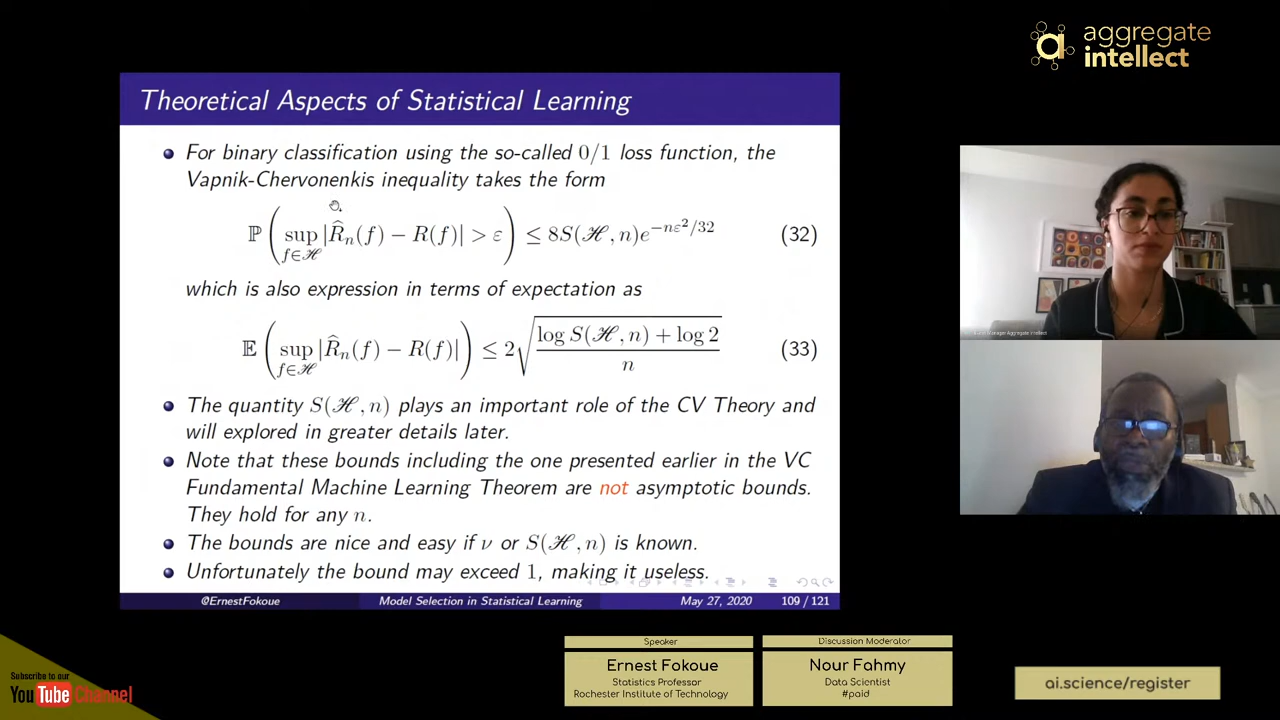 aggregate
intellect
Theoretical Aspects of Statistical Learning
For binary classification using the so-called 0/1 loss function, the
Vapnik-Chervonenkis inequality takes the form
ℙ ( sup_{f∈ℋ} |R̂_n(f) − R(f)| > ε ) ≤ 8S(ℋ, n)e^{−nε²/32} (32)
which is also expression in terms of expectation as
𝔼 ( sup_{f∈ℋ} |R̂_n(f) − R(f)| ) ≤ 2√((log S(ℋ, n) + log 2)/n) (33)
The quantity S(ℋ, n) plays an important role of the CV Theory and
will explored in greater details later.
Note that these bounds including the one presented earlier in the VC
Fundamental Machine Learning Theorem are not asymptotic bounds.
They hold for any n.
The bounds are nice and easy if ν or S(ℋ, n) is known.
Unfortunately the bound may exceed 1, making it useless.
@ErnestFokoue Model Selection in Statistical Learning May 27, 2020 109 / 121
Speaker
Ernest Fokoue
Statistics Professor
Rochester Institute of Technology
Discussion Moderator
Nour Fahmy
Data Scientist
#paid
ai.science/register
Subscribe to our
YouTube Channel